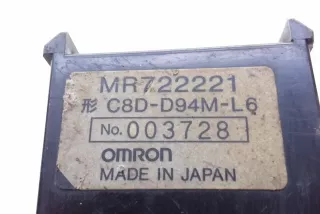 MR722221
形 C8D-D94M-L6
No. 003728
omron
MADE IN JAPAN